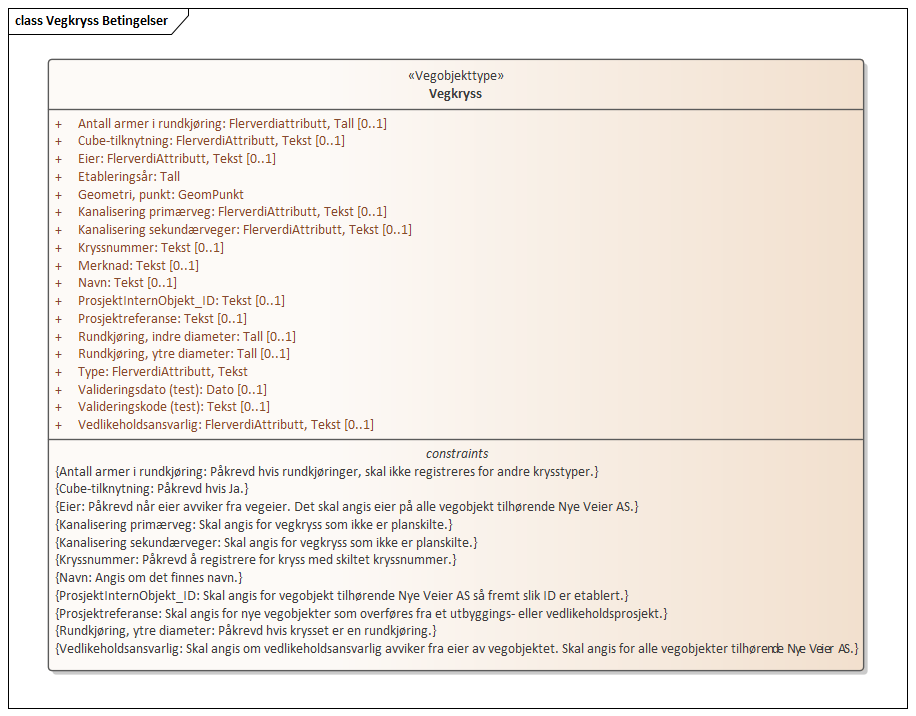 class Vegkryss Betingelser
«Vegobjekttype»
Vegkryss
+ Antall armer i rundkjøring: Flerverdiattributt, Tall [0..1]
+ Cube-tilknytning: FlerverdiAttributt, Tekst [0..1]
+ Eier: FlerverdiAttributt, Tekst [0..1]
+ Etableringsår: Tall
+ Geometri, punkt: GeomPunkt
+ Kanalisering primærveg: FlerverdiAttributt, Tekst [0..1]
+ Kanalisering sekundærveger: FlerverdiAttributt, Tekst [0..1]
+ Kryssnummer: Tekst [0..1]
+ Merknad: Tekst [0..1]
+ Navn: Tekst [0..1]
+ ProsjektInternObjekt_ID: Tekst [0..1]
+ Prosjektreferanse: Tekst [0..1]
+ Rundkjøring, indre diameter: Tall [0..1]
+ Rundkjøring, ytre diameter: Tall [0..1]
+ Type: FlerverdiAttributt, Tekst
+ Valideringsdato (test): Dato [0..1]
+ Valideringskode (test): Tekst [0..1]
+ Vedlikeholdsansvarlig: FlerverdiAttributt, Tekst [0..1]
constraints
{Antall armer i rundkjøring: Påkrevd hvis rundkjøringer, skal ikke registreres for andre krysstyper.}
{Cube-tilknytning: Påkrevd hvis Ja.}
{Eier: Påkrevd når eier avviker fra vegeier. Det skal angis eier på alle vegobjekt tilhørende Nye Veier AS.}
{Kanalisering primærveg: Skal angis for vegkryss som ikke er planskilte.}
{Kanalisering sekundærveger: Skal angis for vegkryss som ikke er planskilte.}
{Kryssnummer: Påkrevd å registrere for kryss med skiltet kryssnummer.}
{Navn: Angis om det finnes navn.}
{ProsjektInternObjekt_ID: Skal angis for vegobjekt tilhørende Nye Veier AS så fremt slik ID er etablert.}
{Prosjektreferanse: Skal angis for nye vegobjekter som overføres fra et utbyggings- eller vedlikeholdsprosjekt.}
{Rundkjøring, ytre diameter: Påkrevd hvis krysset er en rundkjøring.}
{Vedlikeholdsansvarlig: Skal angis om vedlikeholdsansvarlig avviker fra eier av vegobjektet. Skal angis for alle vegobjekter tilhørende Nye Veier AS.}